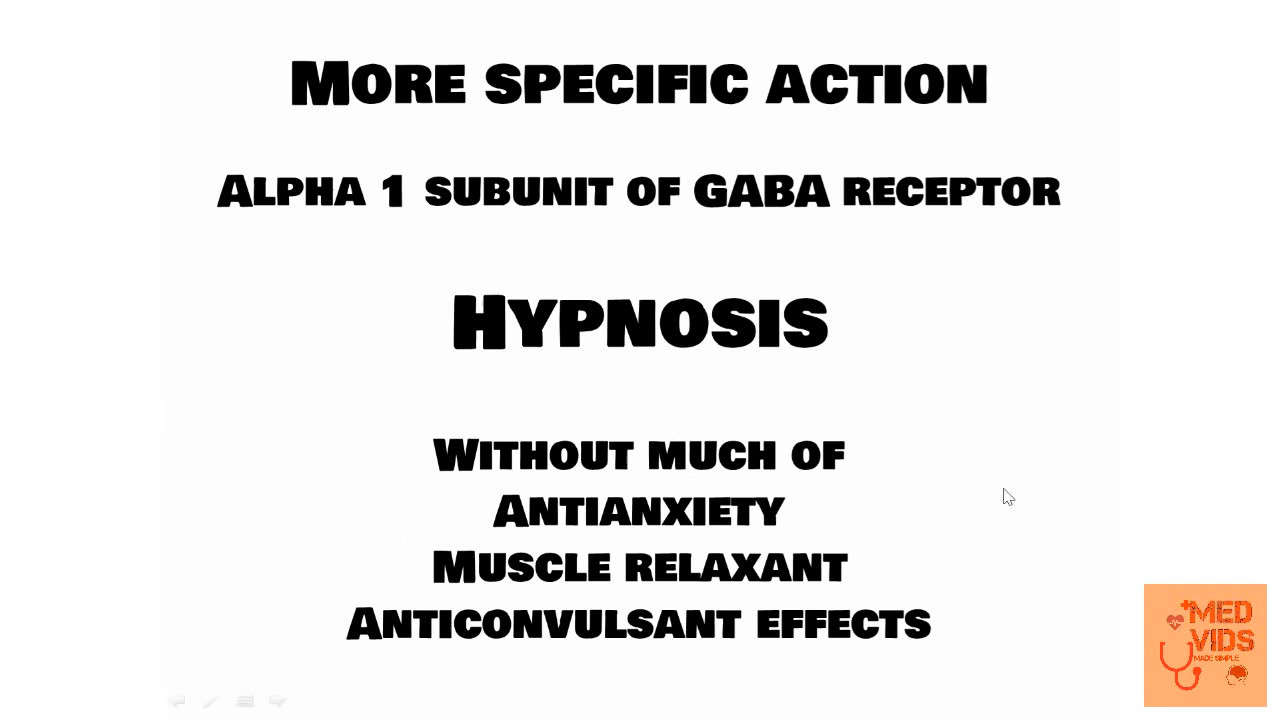 More specific action
Alpha 1 subunit of GABA receptor
Hypnosis
Without much of
Antianxiety
Muscle relaxant
Anticonvulsant effects
MED
VIDS
MADE SIMPLE